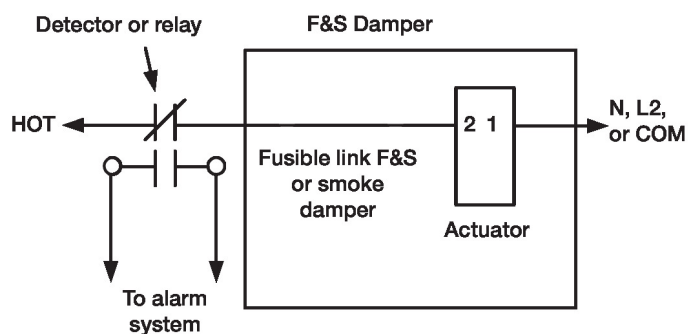 Detector or relay
F&S Damper
HOT
2 1
N, L2,
or COM
Fusible link F&S
or smoke
damper
Actuator
To alarm
system